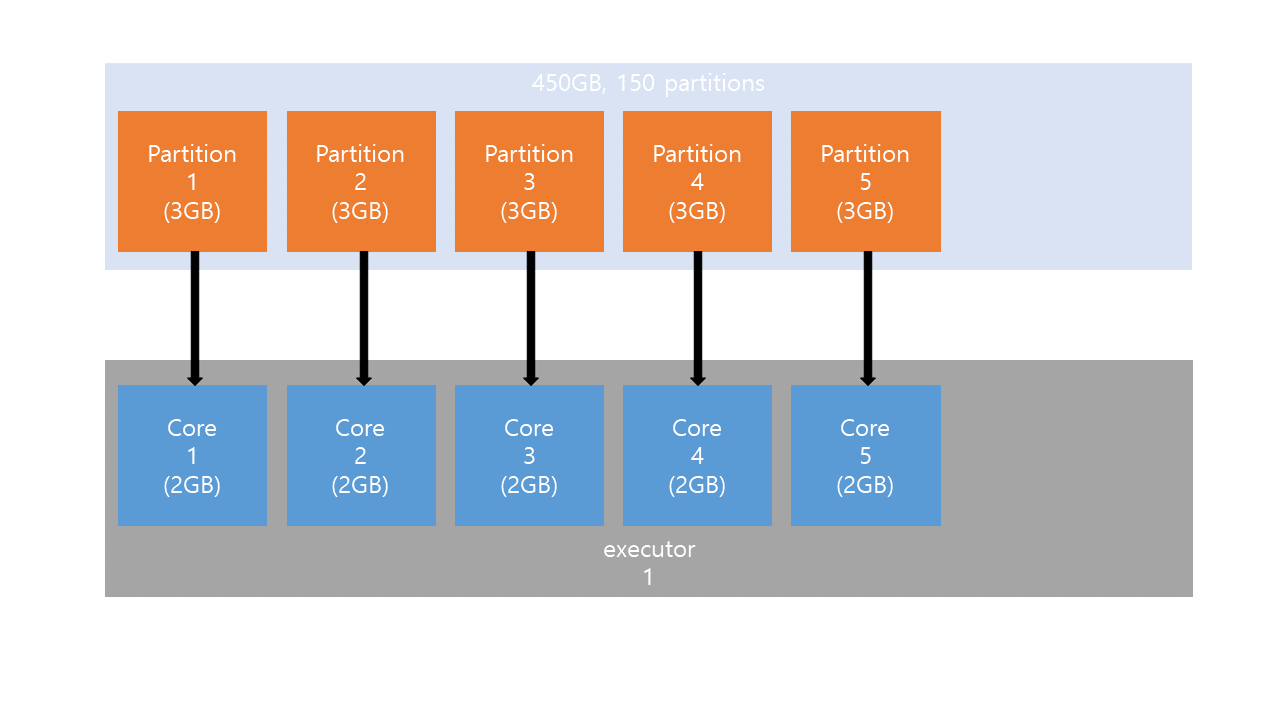 450GB, 150 partitions
Partition
1
(3GB)
Partition
2
(3GB)
Partition
3
(3GB)
Partition
4
(3GB)
Partition
5
(3GB)
Core
1
(2GB)
Core
2
(2GB)
Core
3
(2GB)
Core
4
(2GB)
Core
5
(2GB)
executor
1